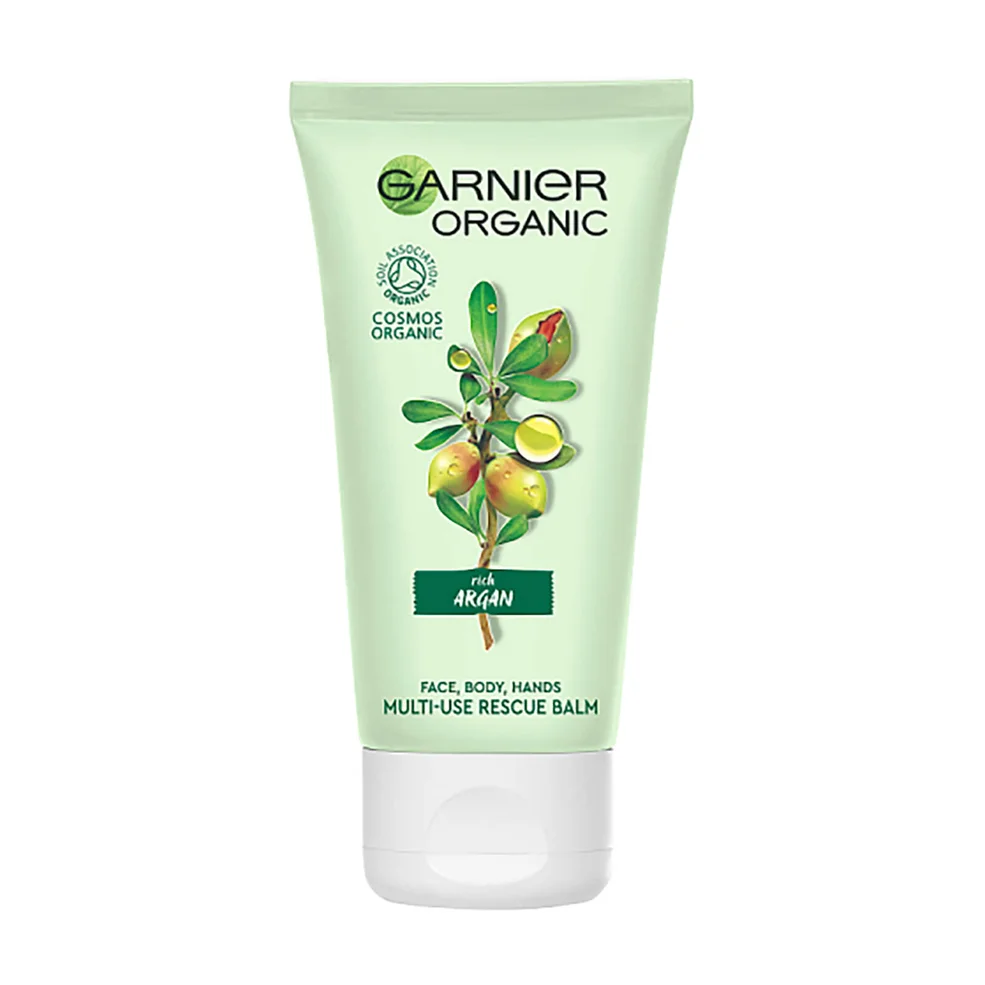 GARNIER
ORGANIC
SOIL ASSOCIATION
ORGANIC
COSMOS
ORGANIC
rich
ARGAN
FACE, BODY, HANDS
MULTI-USE RESCUE BALM